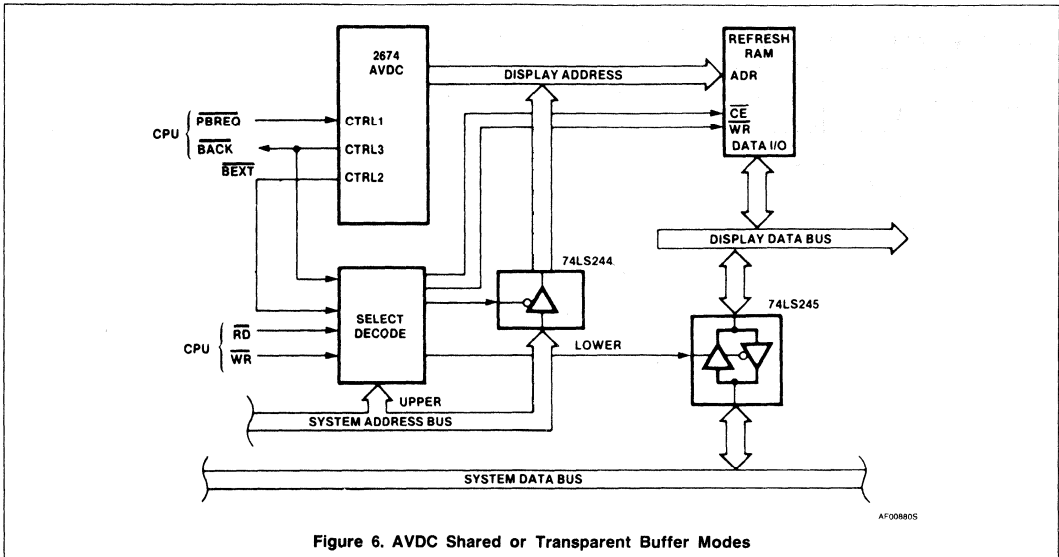 2674
AVDC
REFRESH
RAM
DISPLAY ADDRESS
ADR
CPU
PBREQ
CTRL1
CE
WR
BACK
CTRL3
DATA I/O
BEXT
CTRL2
DISPLAY DATA BUS
74LS244
74LS245
SELECT
DECODE
CPU
RD
WR
LOWER
UPPER
SYSTEM ADDRESS BUS
SYSTEM DATA BUS
AF00880S
Figure 6. AVDC Shared or Transparent Buffer Modes